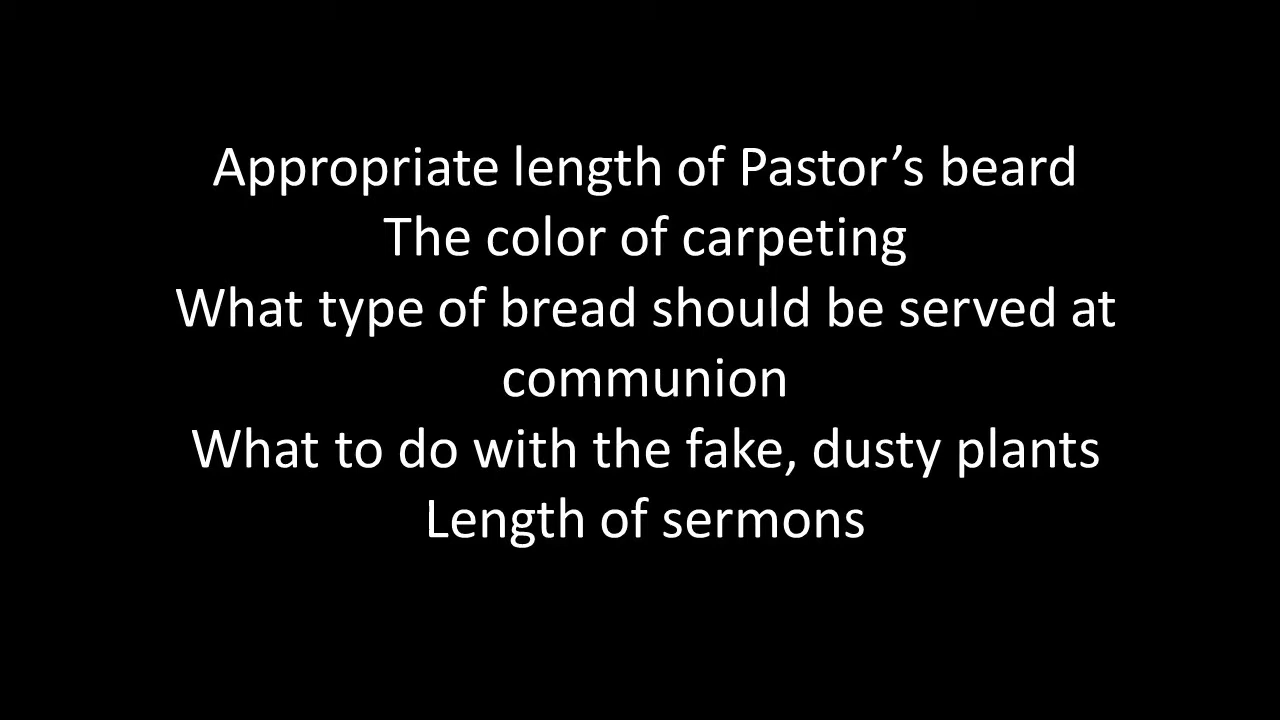 Appropriate length of Pastor’s beard
The color of carpeting
What type of bread should be served at
communion
What to do with the fake, dusty plants
Length of sermons